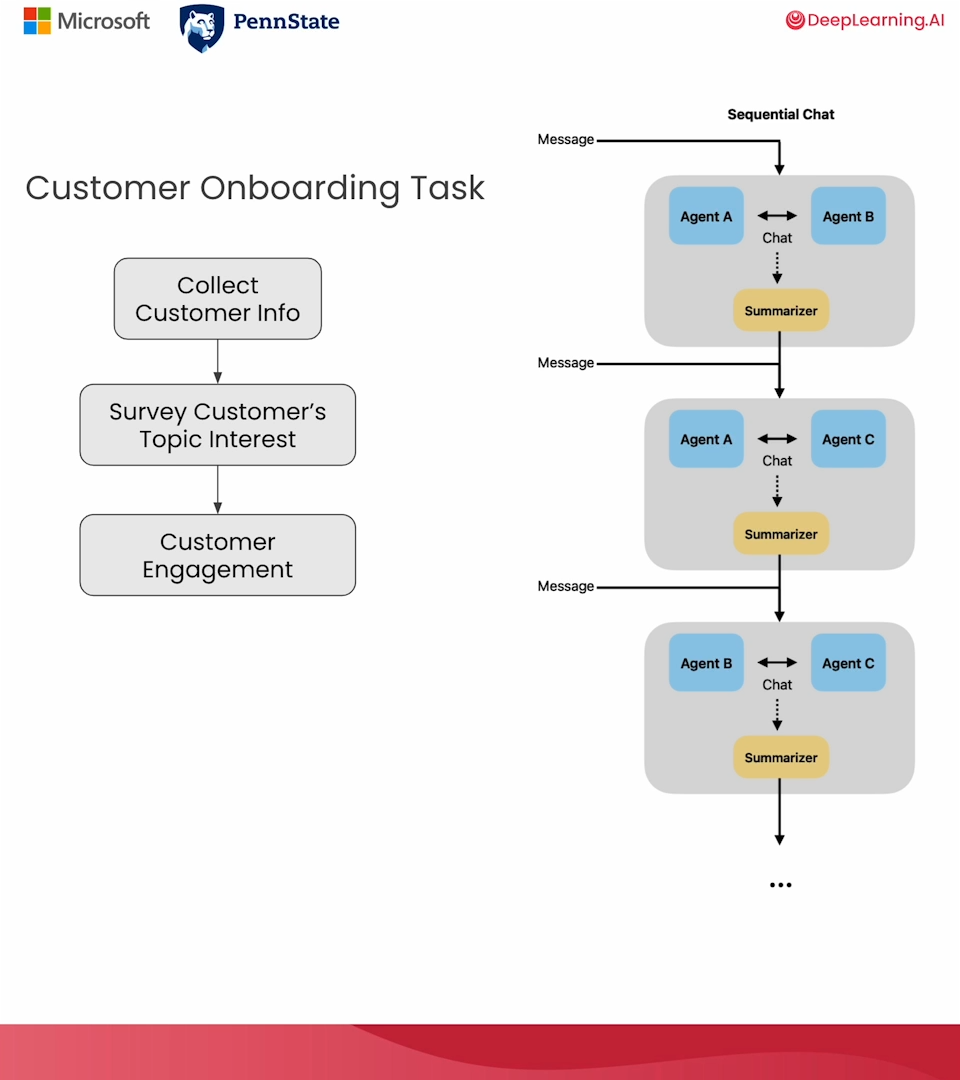 Microsoft
PennState
DeepLearning.AI
Customer Onboarding Task
Collect
Customer Info
Survey Customer’s
Topic Interest
Customer
Engagement
Sequential Chat
Message
Agent A
Agent B
Chat
Summarizer
Message
Agent A
Agent C
Chat
Summarizer
Message
Agent B
Agent C
Chat
Summarizer
...